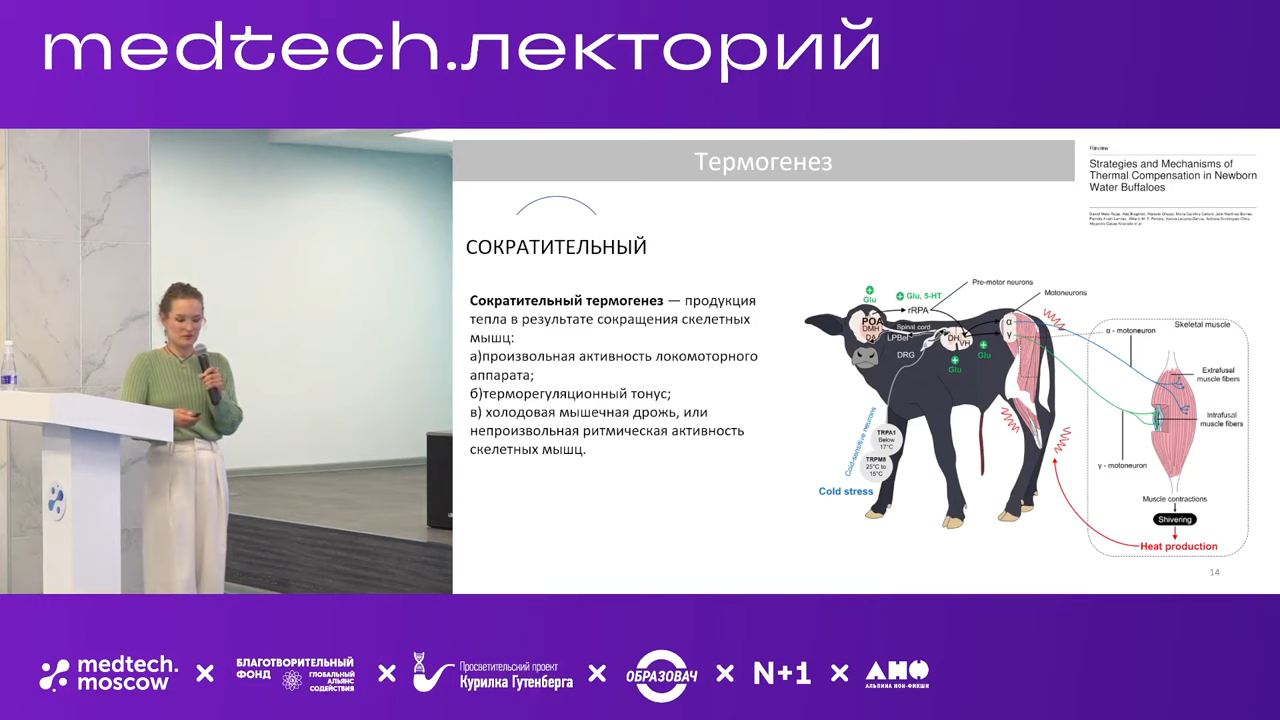 medtech.лекторий
Термогенез
Review
Strategies and Mechanisms of
Thermal Compensation in Newborn
Water Buffaloes
СОКРАТИТЕЛЬНЫЙ
Сократительный термогенез — продукция
тепла в результате сокращения скелетных
мышц:
а)произвольная активность локомоторного
аппарата;
б)терморегуляционный тонус;
в) холодовая мышечная дрожь, или
непроизвольная ритмическая активность
скелетных мышц.
Glu
Glu, 5-HT
Pre-motor neurons
Motoneurons
rRPA
POA
DMH
Spinal cord
LPBel
DRG
DH
VH
Glu
Glu
α
γ
α - motoneuron
Skeletal muscle
Extrafusal
muscle fibers
Intrafusal
muscle fibers
γ - motoneuron
Cold-sensitive neurons
TRPA1
Below
17°C
TRPM8
25°C to
15°C
Cold stress
Muscle contractions
Shivering
Heat production
14
medtech.
moscow
БЛАГОТВОРИТЕЛЬНЫЙ
ФОНД
ГЛОБАЛЬНЫЙ
АЛЬЯНС
СОДЕЙСТВИЯ
Просветительский проект
Курилка Гутенберга
ОБРАЗОВАЧ
N+1
АНФ
АЛЬПИНА НОН-ФИКШН